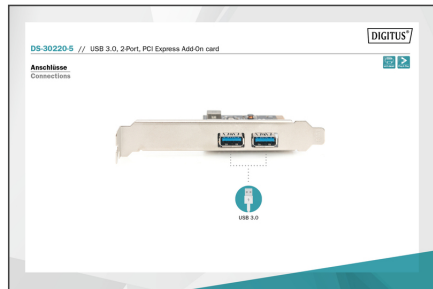 DIGITUS®
DS-30220-5 // USB 3.0, 2-Port, PCI Express Add-On card
Anschlüsse
Connections
USB 3.0